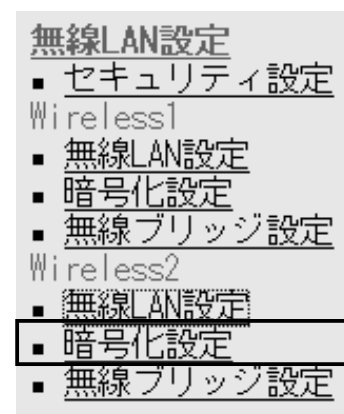 無線LAN設定
▪ セキュリティ設定
Wireless1
▪ 無線LAN設定
▪ 暗号化設定
▪ 無線ブリッジ設定
Wireless2
▪ 無線LAN設定
▪ 暗号化設定
▪ 無線ブリッジ設定